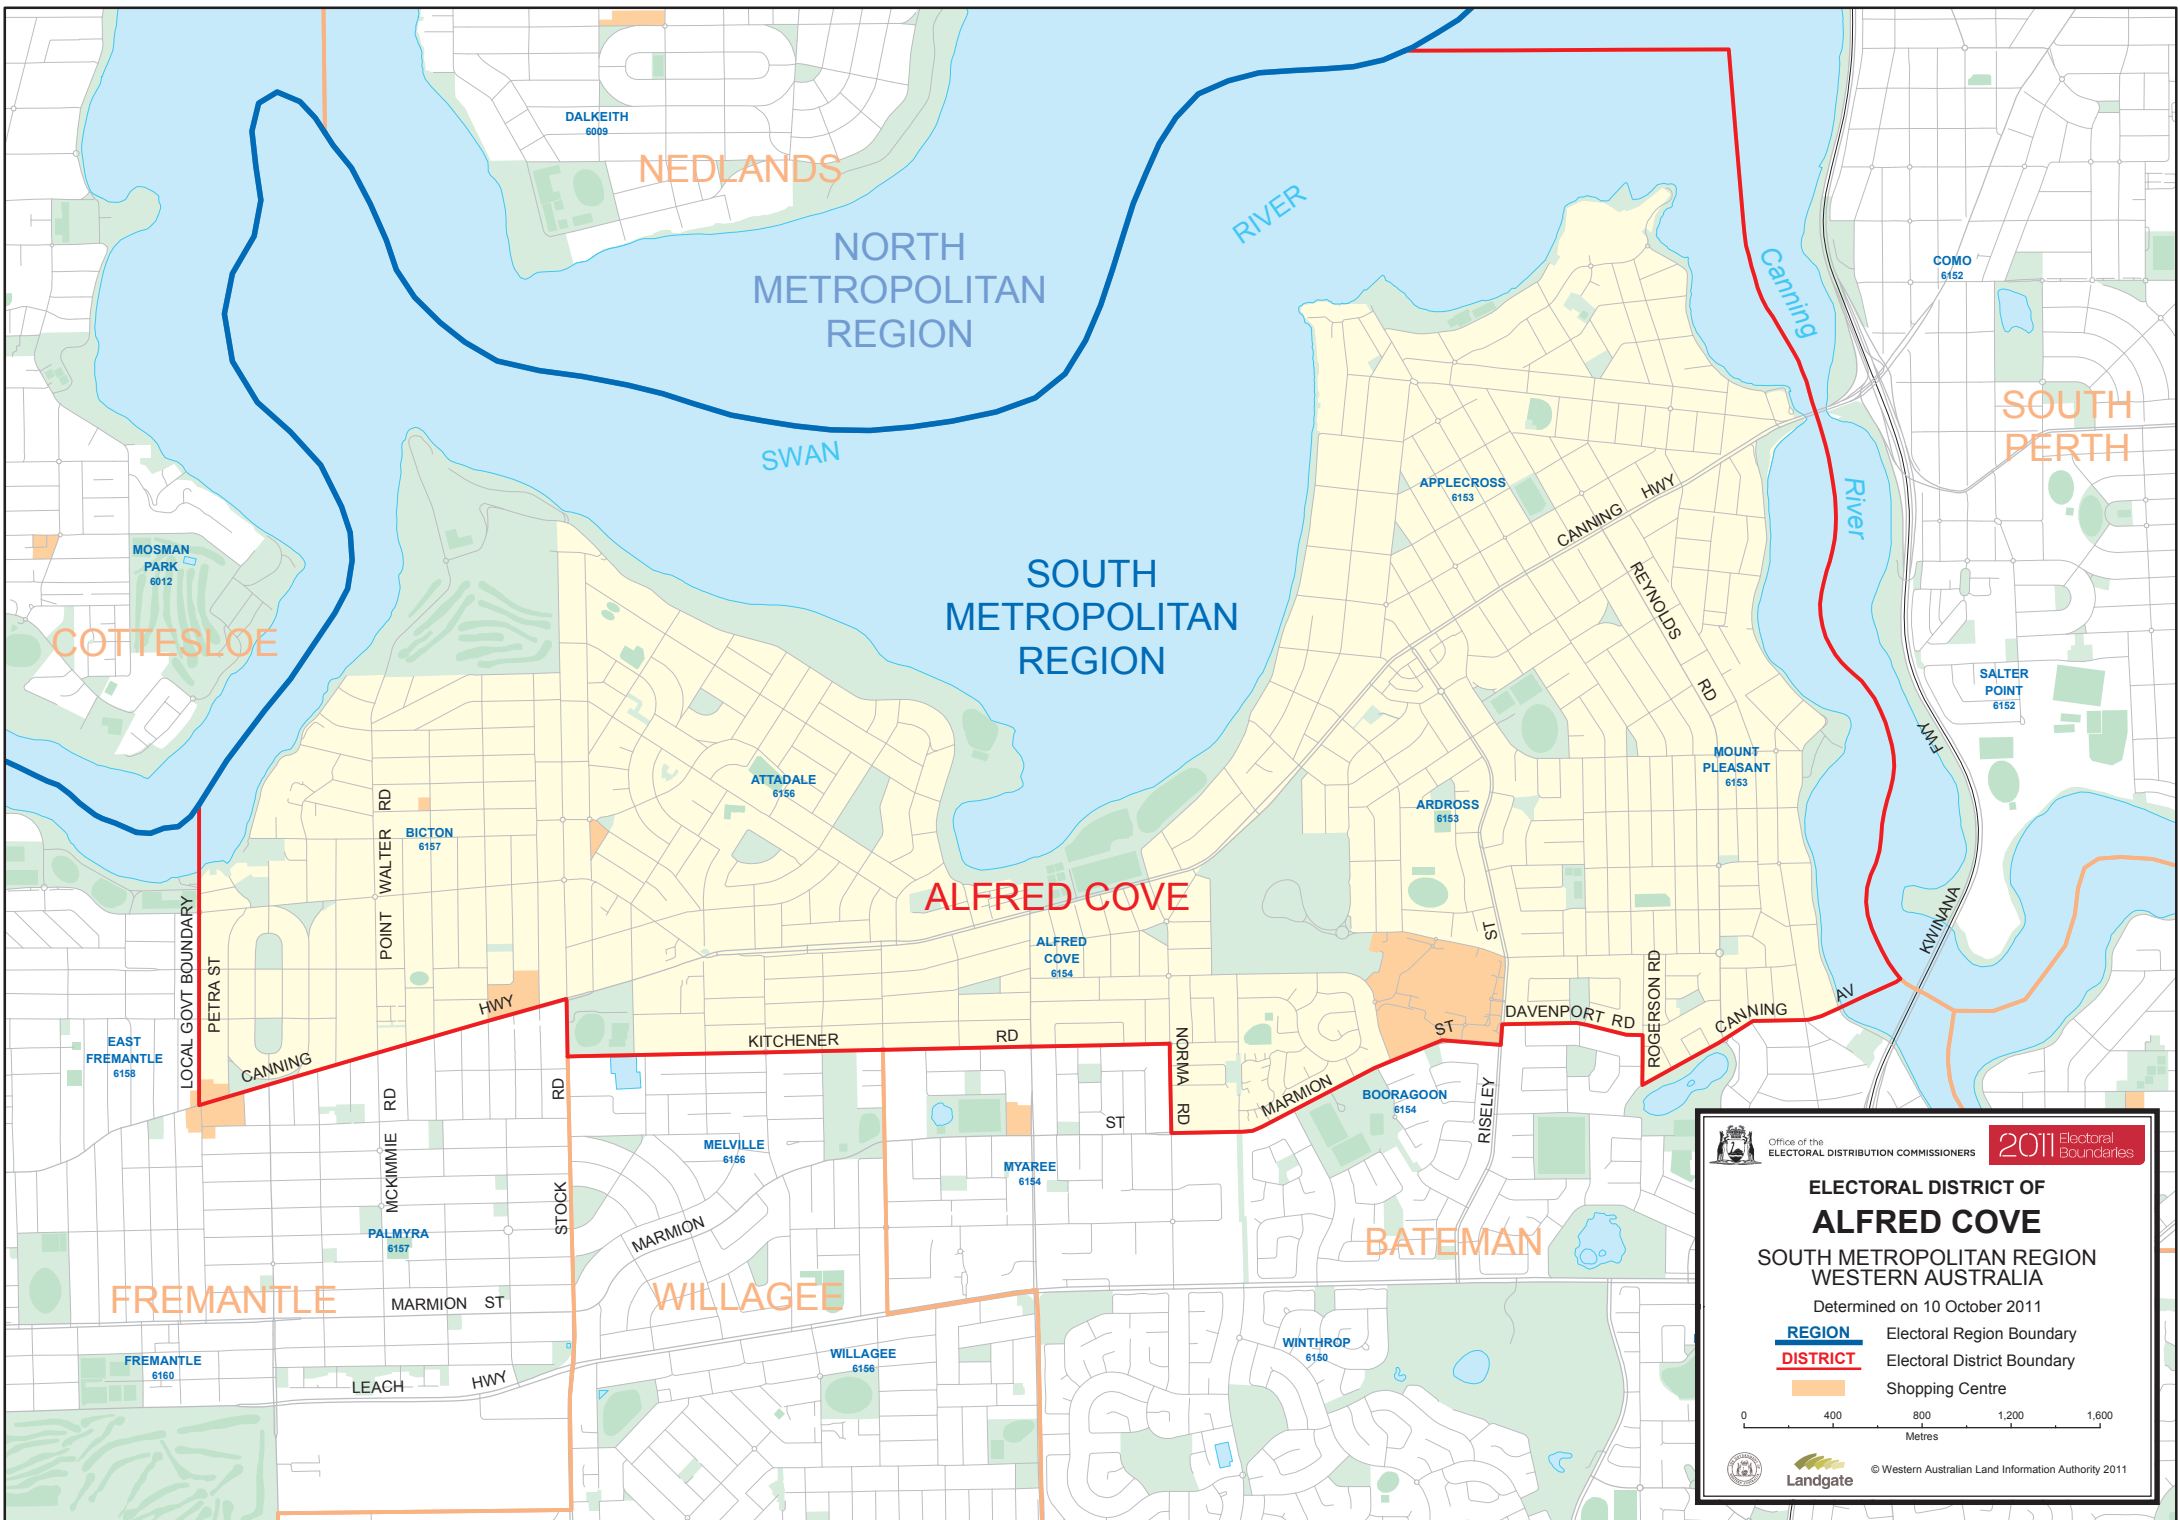 DALKEITH
6009
NEDLANDS
NORTH
METROPOLITAN
REGION
RIVER
SWAN
Canning
River
COMO
6152
SOUTH
PERTH
MOSMAN
PARK
6012
COTTESLOE
SOUTH
METROPOLITAN
REGION
APPLECROSS
6153
CANNING HWY
REYNOLDS RD
SALTER
POINT
6152
KWINANA FWY
MOUNT
PLEASANT
6153
ATTADALE
6156
ARDROSS
6153
BICTON
6157
POINT WALTER RD
ALFRED COVE
ALFRED
COVE
6154
LOCAL GOVT BOUNDARY
PETRA ST
EAST
FREMANTLE
6158
CANNING HWY
KITCHENER RD
NORMA RD
MARMION ST
DAVENPORT RD
ROGERSON RD
CANNING AV
RISELEY ST
BOORAGOON
6154
MCKIMMIE RD
STOCK RD
MELVILLE
6156
MYAREE
6154
ST
MARMION
PALMYRA
6157
FREMANTLE
MARMION ST
WILLAGEE
BATEMAN
FREMANTLE
6160
LEACH HWY
WILLAGEE
6156
WINTHROP
6150
Office of the
ELECTORAL DISTRIBUTION COMMISSIONERS
2011 Electoral
Boundaries
ELECTORAL DISTRICT OF
ALFRED COVE
SOUTH METROPOLITAN REGION
WESTERN AUSTRALIA
Determined on 10 October 2011
REGION Electoral Region Boundary
DISTRICT Electoral District Boundary
Shopping Centre
0 400 800 1,200 1,600
Metres
Landgate
© Western Australian Land Information Authority 2011